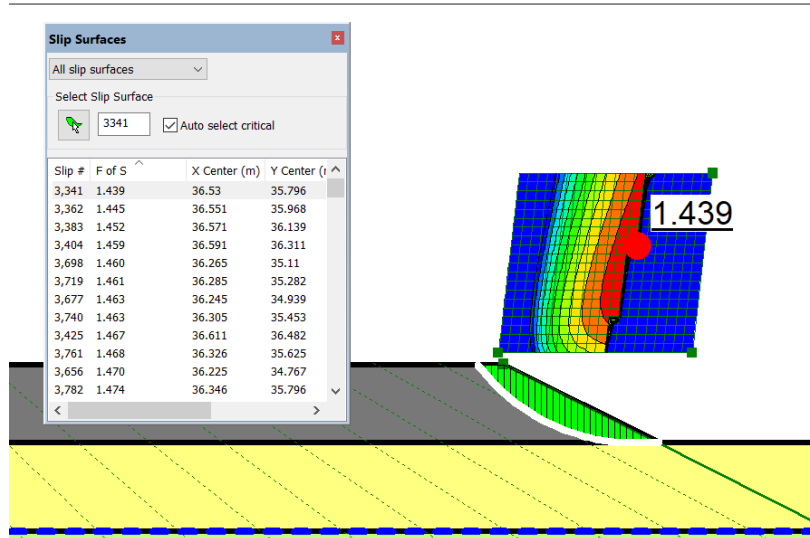 Slip Surfaces
All slip surfaces
Select Slip Surface
3341 Auto select critical
Slip # F of S X Center (m) Y Center (
3,341 1.439 36.53 35.796
3,362 1.445 36.551 35.968
3,383 1.452 36.571 36.139
3,404 1.459 36.591 36.311
3,698 1.460 36.265 35.11
3,719 1.461 36.285 35.282
3,677 1.463 36.245 34.939
3,740 1.463 36.305 35.453
3,425 1.467 36.611 36.482
3,761 1.468 36.326 35.625
3,656 1.470 36.225 34.767
3,782 1.474 36.346 35.796
1.439